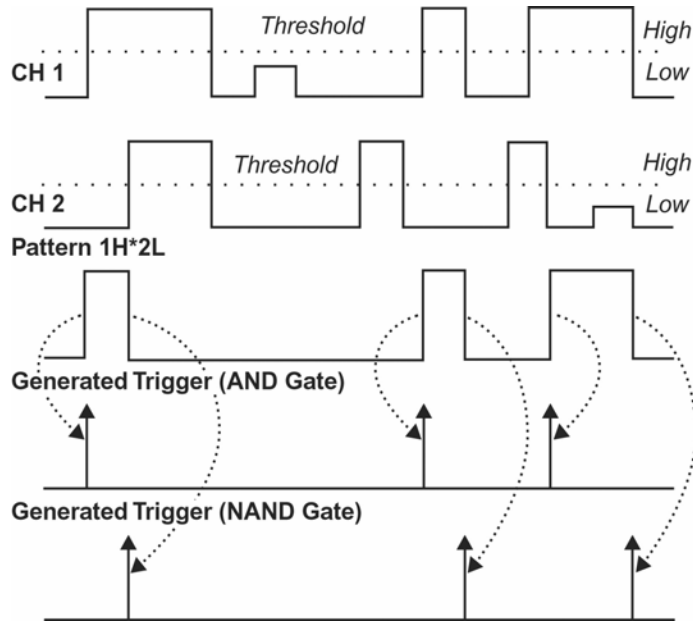 Threshold
High
CH 1
Low
Threshold
High
CH 2
Low
Pattern 1H*2L
Generated Trigger (AND Gate)
Generated Trigger (NAND Gate)